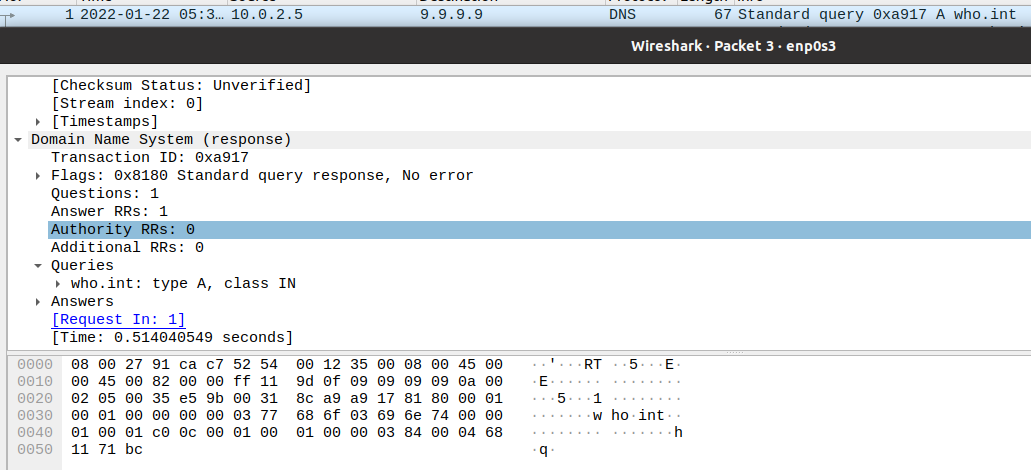 1 2022-01-22 05:3… 10.0.2.5 9.9.9.9 DNS 67 Standard query 0xa917 A who.int
Wireshark · Packet 3 · enp0s3
[Checksum Status: Unverified]
[Stream index: 0]
[Timestamps]
Domain Name System (response)
Transaction ID: 0xa917
Flags: 0x8180 Standard query response, No error
Questions: 1
Answer RRs: 1
Authority RRs: 0
Additional RRs: 0
Queries
who.int: type A, class IN
Answers
[Request In: 1]
[Time: 0.514040549 seconds]
0000 08 00 27 91 ca c7 52 54 00 12 35 00 08 00 45 00 ··'···RT ··5···E·
0010 00 45 00 82 00 00 ff 11 9d 0f 09 09 09 09 0a 00 ·E······ ········
0020 02 05 00 35 e5 9b 00 31 8c a9 a9 17 81 80 00 01 ···5···1 ········
0030 00 01 00 00 00 00 03 77 68 6f 03 69 6e 74 00 00 ·······w ho·int··
0040 01 00 01 c0 0c 00 01 00 01 00 00 03 84 00 04 68 ········ ·······h
0050 11 71 bc ·q·